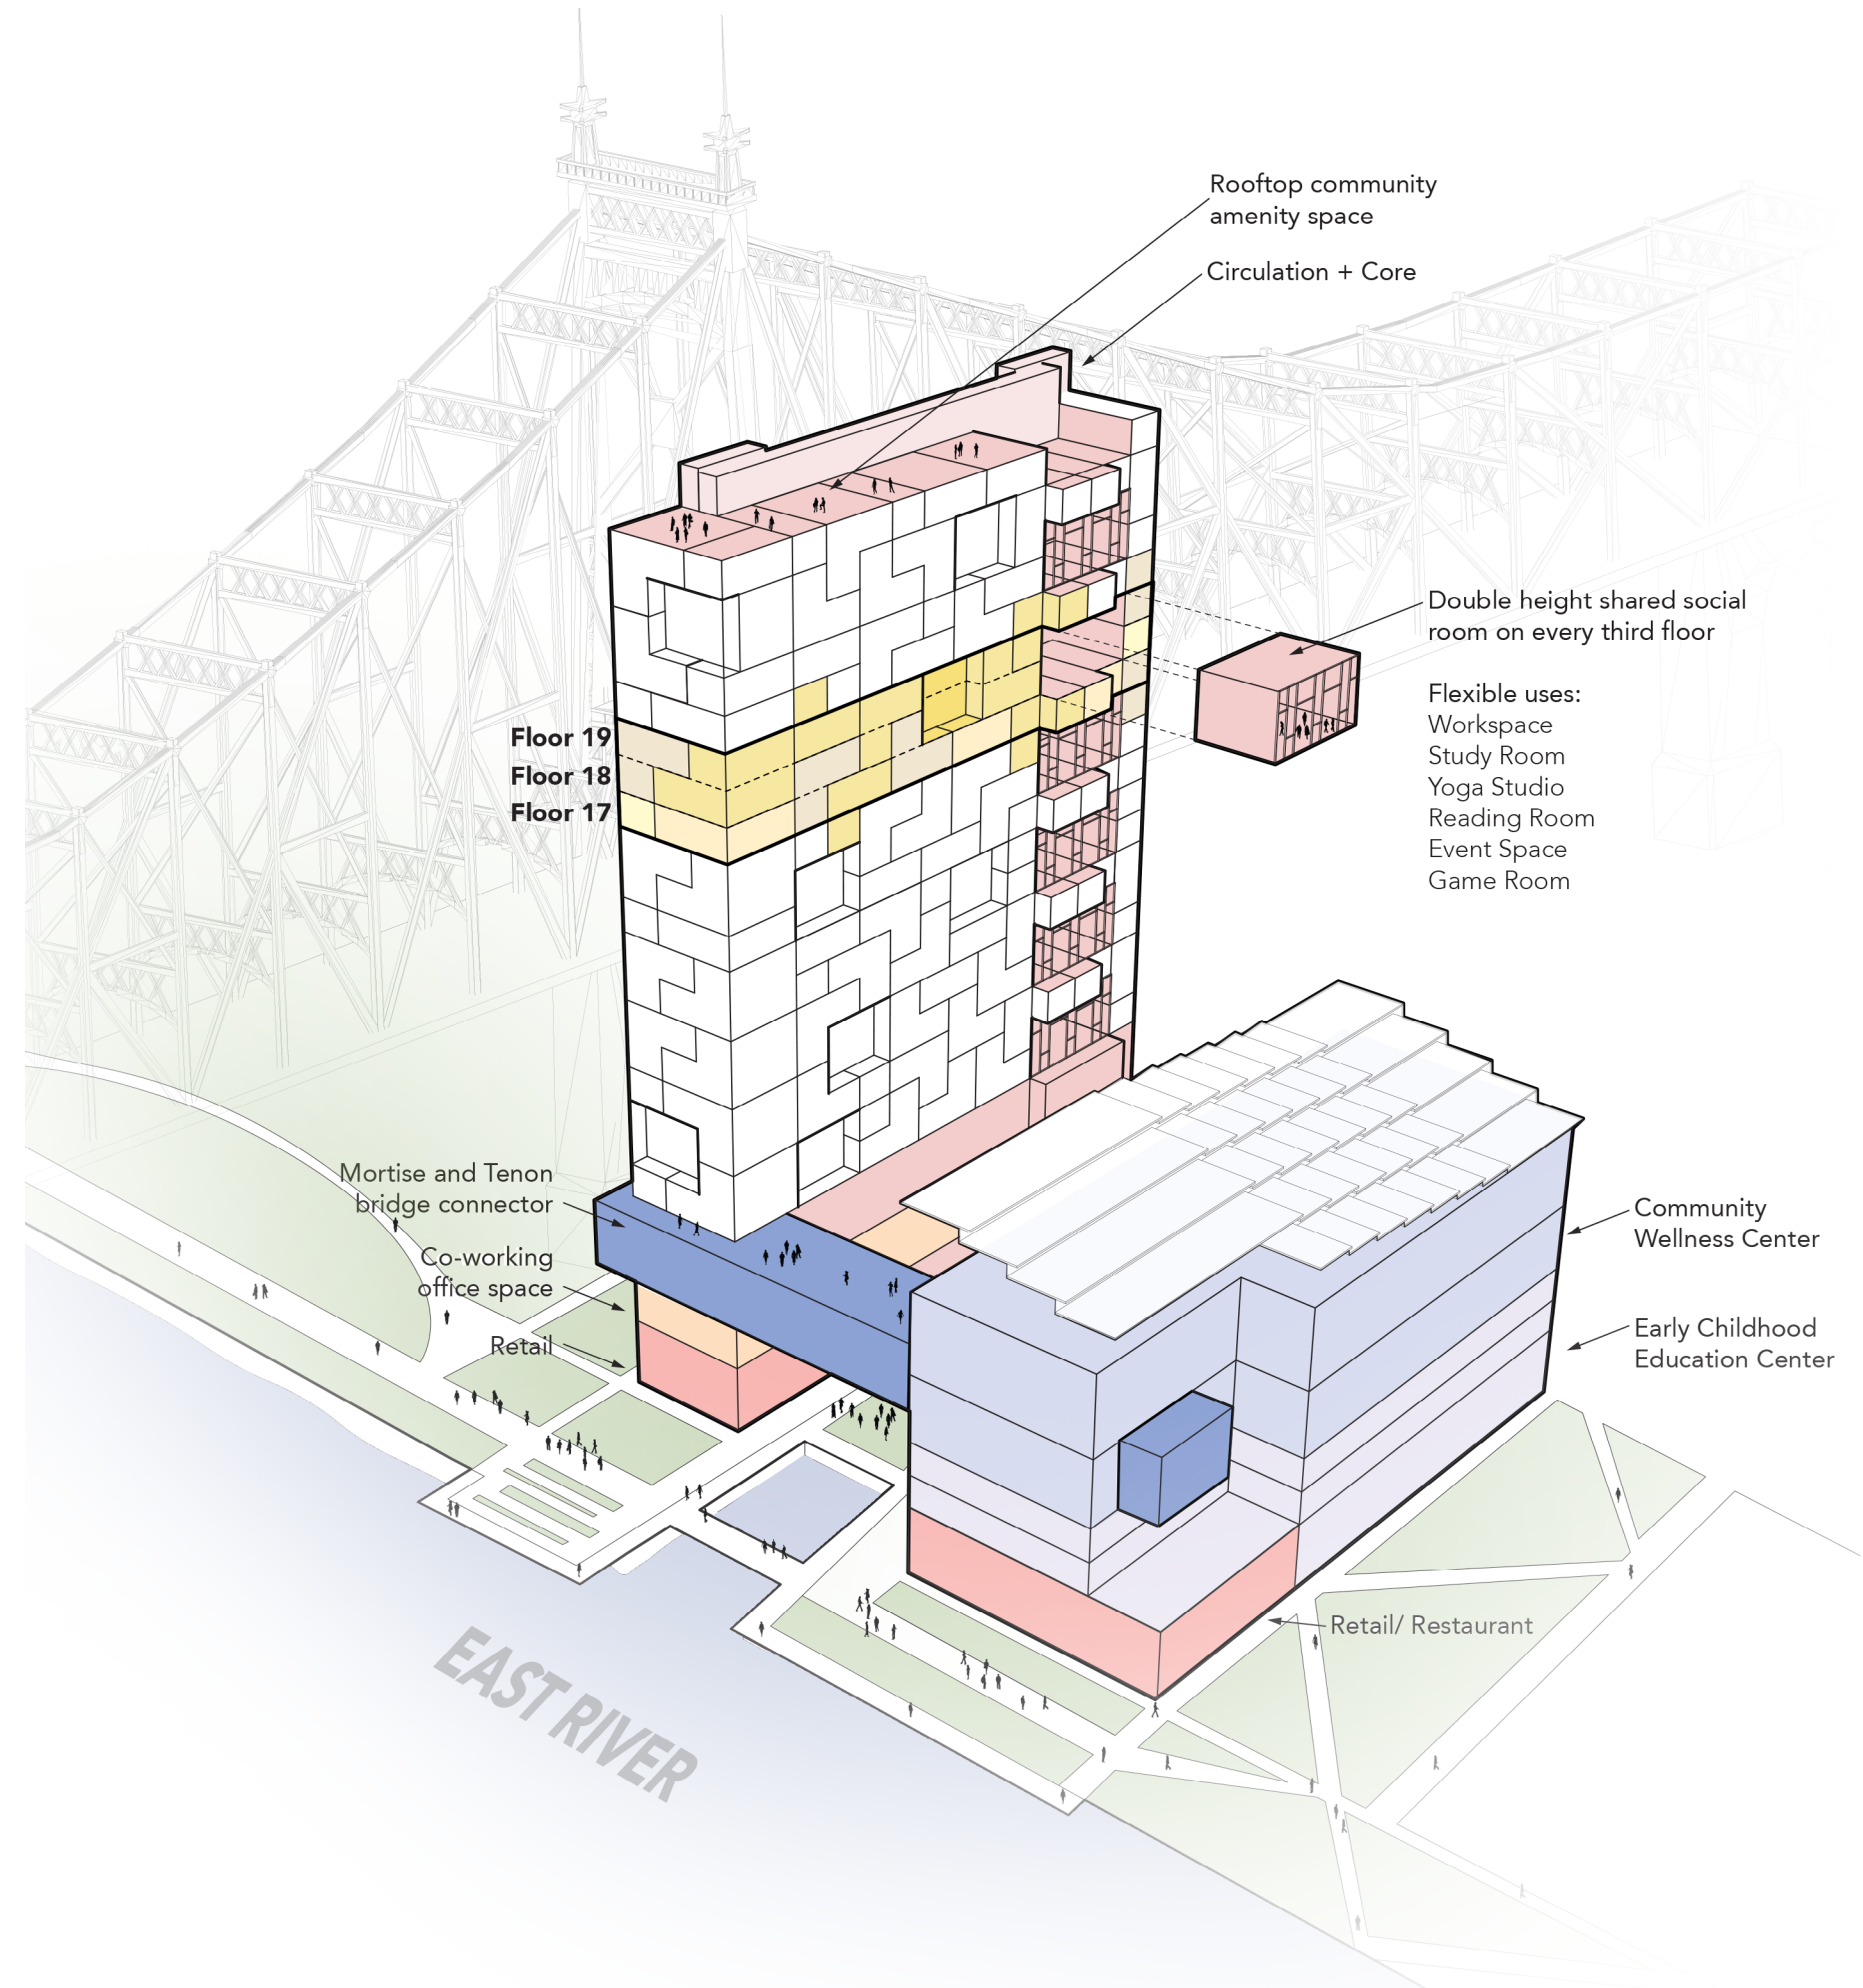 Rooftop community
amenity space
Circulation + Core
Double height shared social
room on every third floor
Flexible uses:
Workspace
Study Room
Yoga Studio
Reading Room
Event Space
Game Room
Floor 19
Floor 18
Floor 17
Mortise and Tenon
bridge connector
Co-working
office space
Retail
Community
Wellness Center
Early Childhood
Education Center
Retail/ Restaurant
EAST RIVER